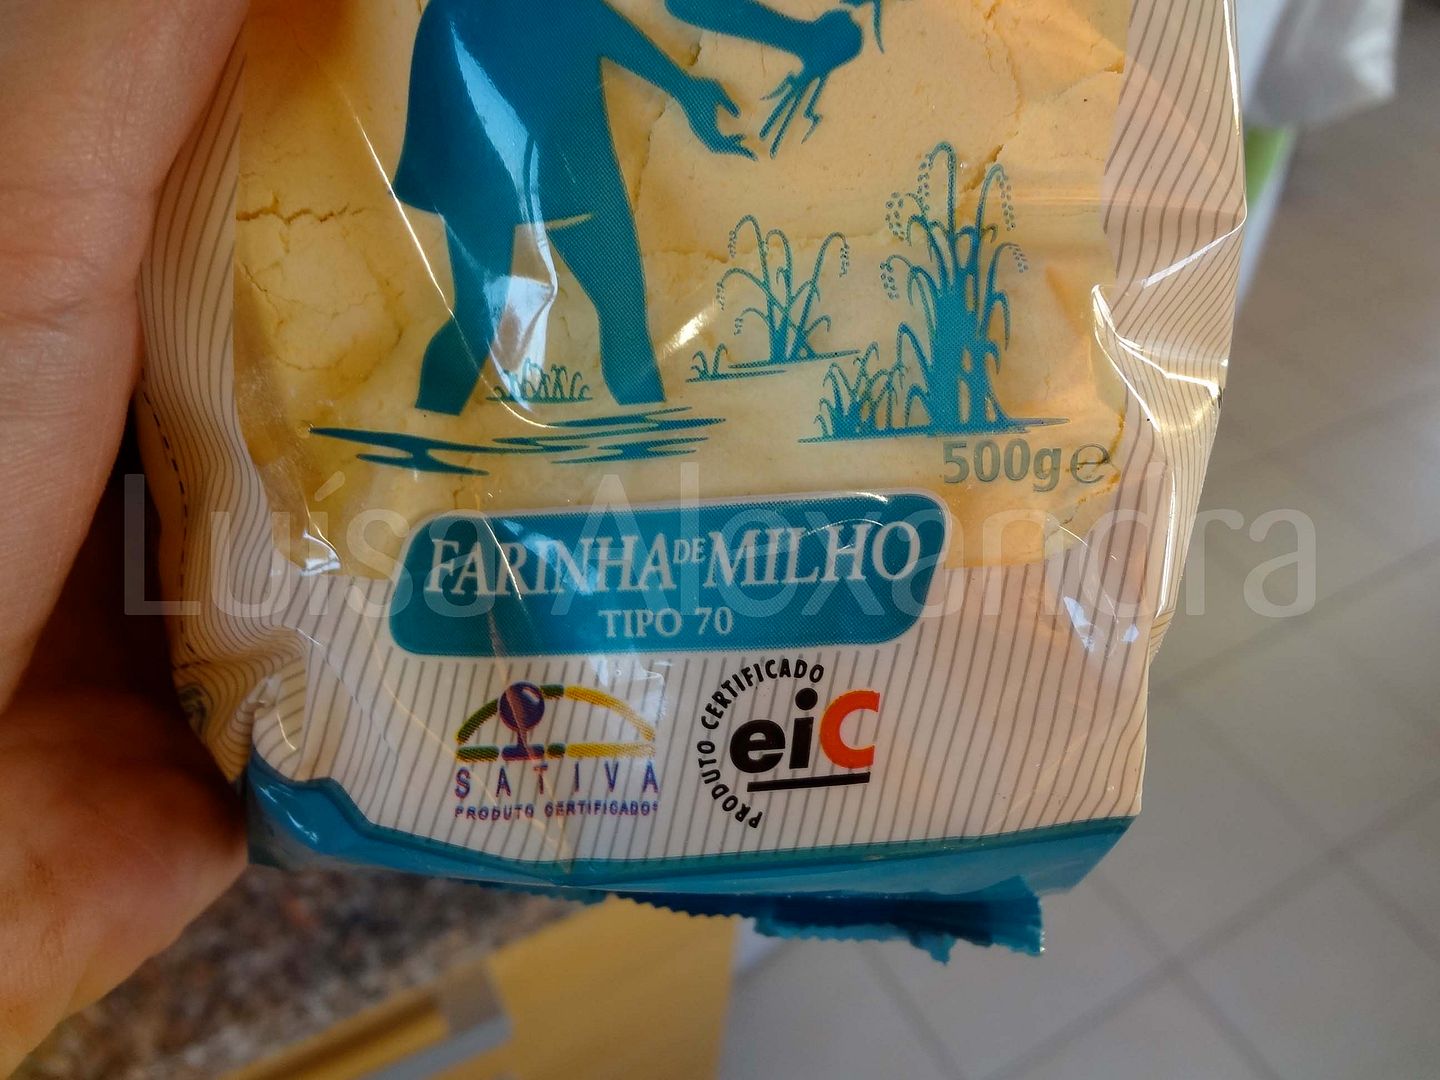 500g e
Luísa Alexandra
FARINHA DE MILHO
TIPO 70
SATIVA
PRODUTO CERTIFICADO
PRODUTO CERTIFICADO
eiC